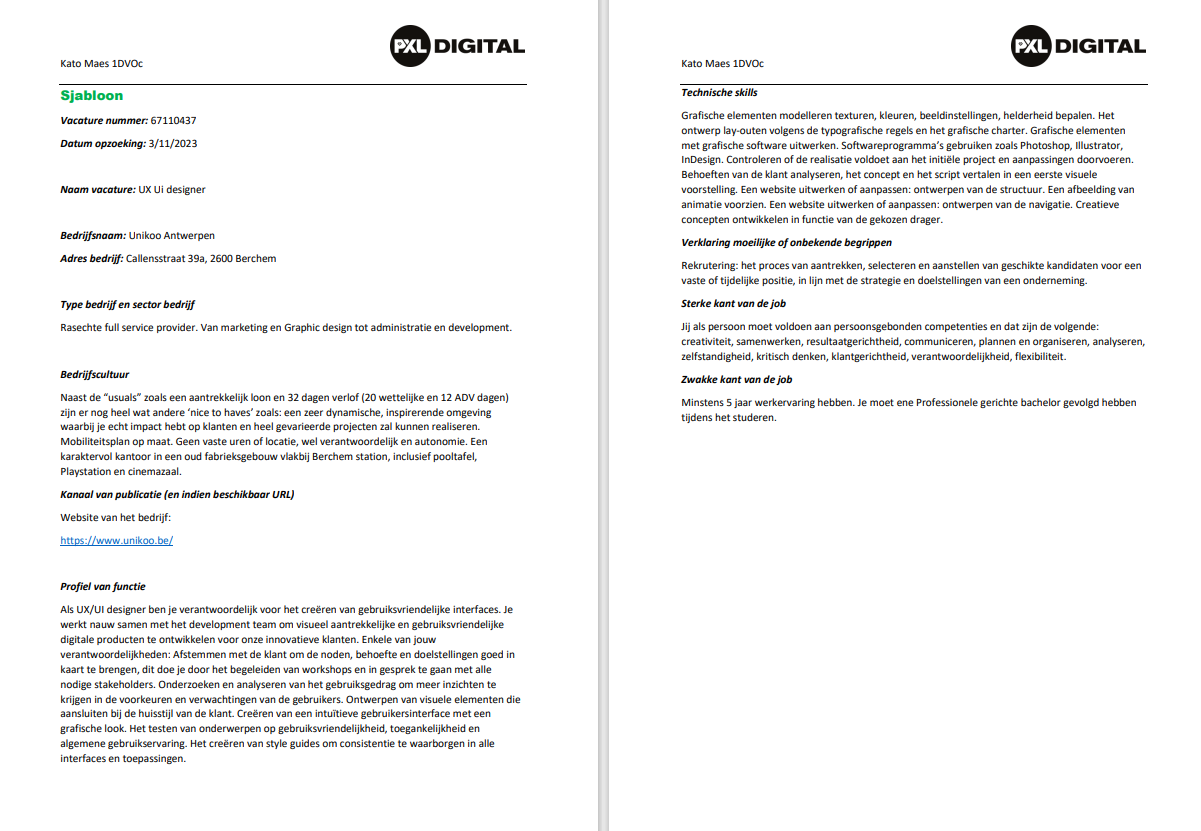 PXL DIGITAL
Kato Maes 1DVOc
Sjabloon
Vacature nummer: 67110437
Datum opzoeking: 3/11/2023
Naam vacature: UX Ui designer
Bedrijfsnaam: Unikoo Antwerpen
Adres bedrijf: Callensstraat 39a, 2600 Berchem
Type bedrijf en sector bedrijf
Rasechte full service provider. Van marketing en Graphic design tot administratie en development.
Bedrijfscultuur
Naast de “usuals” zoals een aantrekkelijk loon en 32 dagen verlof (20 wettelijke en 12 ADV dagen)
zijn er nog heel wat andere ‘nice to haves’ zoals: een zeer dynamische, inspirerende omgeving
waarbij je echt impact hebt op klanten en heel gevarieerde projecten zal kunnen realiseren.
Mobiliteitsplan op maat. Geen vaste uren of locatie, wel verantwoordelijk en autonomie. Een
karaktervol kantoor in een oud fabrieksgebouw vlakbij Berchem station, inclusief pooltafel,
Playstation en cinemazaal.
Kanaal van publicatie (en indien beschikbaar URL)
Website van het bedrijf:
https://www.unikoo.be/
Profiel van functie
Als UX/UI designer ben je verantwoordelijk voor het creëren van gebruiksvriendelijke interfaces. Je
werkt nauw samen met het development team om visueel aantrekkelijke en gebruiksvriendelijke
digitale producten te ontwikkelen voor onze innovatieve klanten. Enkele van jouw
verantwoordelijkheden: Afstemmen met de klant om de noden, behoefte en doelstellingen goed in
kaart te brengen, dit doe je door het begeleiden van workshops en in gesprek te gaan met alle
nodige stakeholders. Onderzoeken en analyseren van het gebruiksgedrag om meer inzichten te
krijgen in de voorkeuren en verwachtingen van de gebruikers. Ontwerpen van visuele elementen die
aansluiten bij de huisstijl van de klant. Creëren van een intuïtieve gebruikersinterface met een
grafische look. Het testen van onderwerpen op gebruiksvriendelijkheid, toegankelijkheid en
algemene gebruikservaring. Het creëren van style guides om consistentie te waarborgen in alle
interfaces en toepassingen.
PXL DIGITAL
Kato Maes 1DVOc
Technische skills
Grafische elementen modelleren texturen, kleuren, beeldinstellingen, helderheid bepalen. Het
ontwerp lay-outen volgens de typografische regels en het grafische charter. Grafische elementen
met grafische software uitwerken. Softwareprogramma’s gebruiken zoals Photoshop, Illustrator,
InDesign. Controleren of de realisatie voldoet aan het initiële project en aanpassingen doorvoeren.
Behoeften van de klant analyseren, het concept en het script vertalen in een eerste visuele
voorstelling. Een website uitwerken of aanpassen: ontwerpen van de structuur. Een afbeelding van
animatie voorzien. Een website uitwerken of aanpassen: ontwerpen van de navigatie. Creatieve
concepten ontwikkelen in functie van de gekozen drager.
Verklaring moeilijke of onbekende begrippen
Rekrutering: het proces van aantrekken, selecteren en aanstellen van geschikte kandidaten voor een
vaste of tijdelijke positie, in lijn met de strategie en doelstellingen van een onderneming.
Sterke kant van de job
Jij als persoon moet voldoen aan persoonsgebonden competenties en dat zijn de volgende:
creativiteit, samenwerken, resultaatgerichtheid, communiceren, plannen en organiseren, analyseren,
zelfstandigheid, kritisch denken, klantgerichtheid, verantwoordelijkheid, flexibiliteit.
Zwakke kant van de job
Minstens 5 jaar werkervaring hebben. Je moet ene Professionele gerichte bachelor gevolgd hebben
tijdens het studeren.